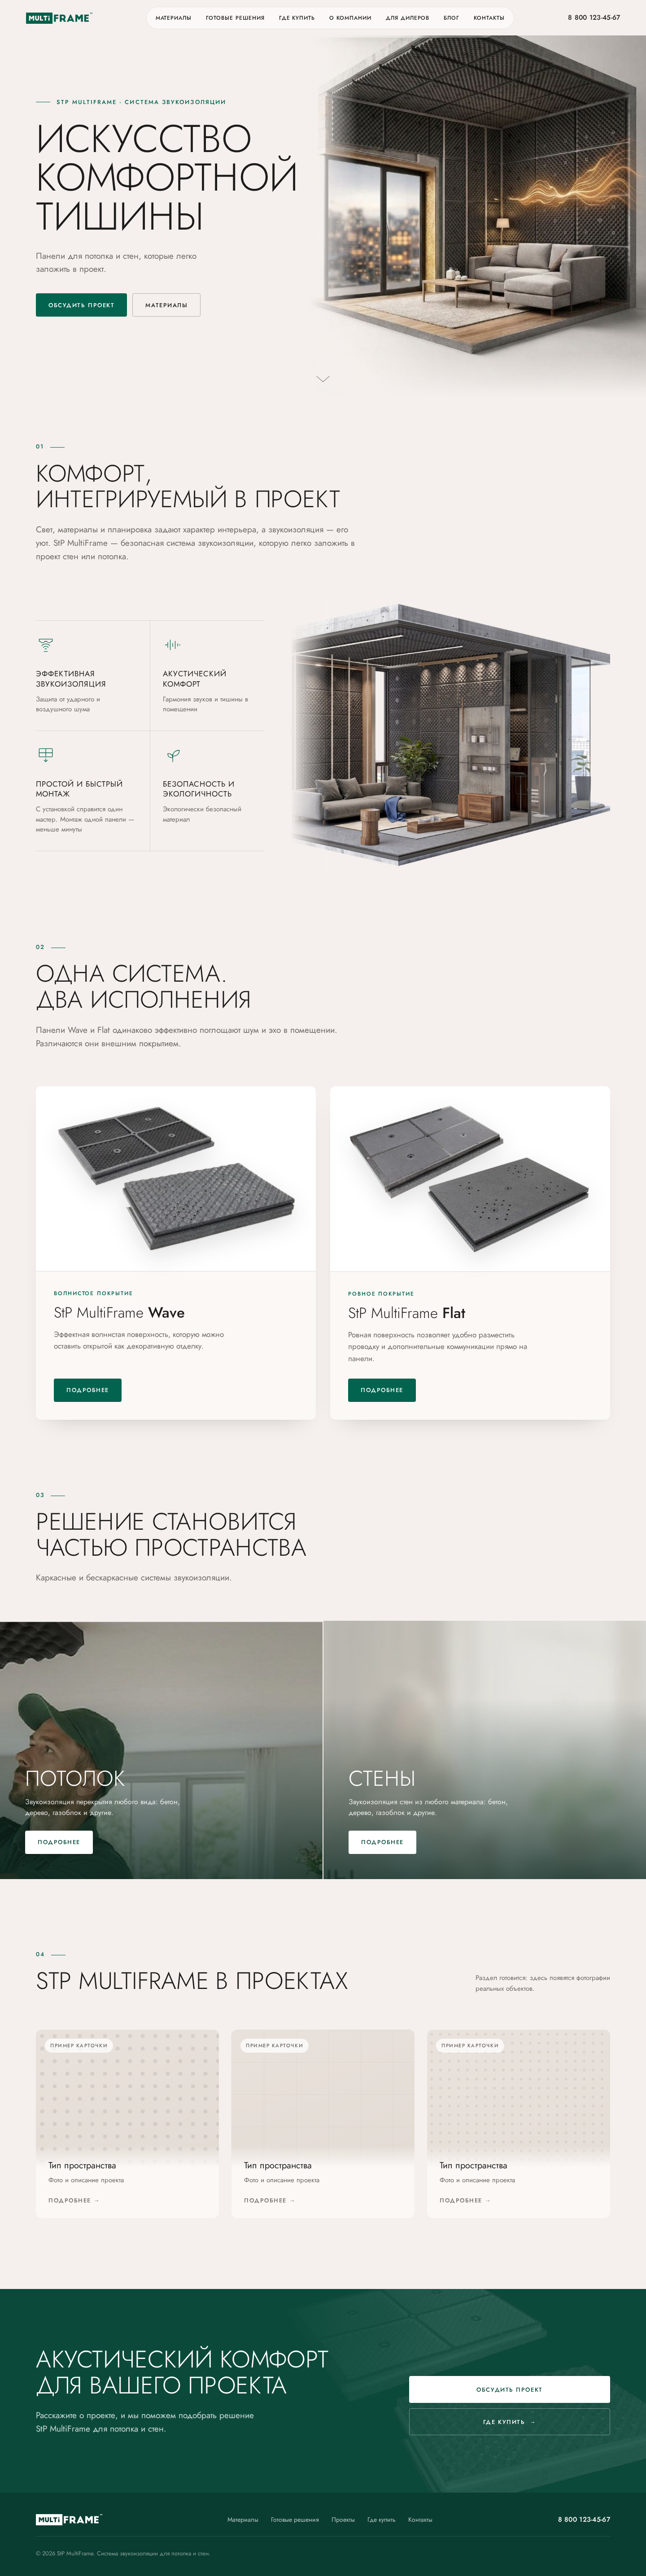 MULTI FRAME™
МАТЕРИАЛЫ ГОТОВЫЕ РЕШЕНИЯ ГДЕ КУПИТЬ О КОМПАНИИ ДЛЯ ДИЛЕРОВ БЛОГ КОНТАКТЫ
8 800 123-45-67
STP MULTIFRAME · СИСТЕМА ЗВУКОИЗОЛЯЦИИ
ИСКУССТВО
КОМФОРТНОЙ
ТИШИНЫ
Панели для потолка и стен, которые легко
заложить в проект.
ОБСУДИТЬ ПРОЕКТ
МАТЕРИАЛЫ
01
КОМФОРТ,
ИНТЕГРИРУЕМЫЙ В ПРОЕКТ
Свет, материалы и планировка задают характер интерьера, а звукоизоляция — его
уют. StP MultiFrame — безопасная система звукоизоляции, которую легко заложить в
проект стен или потолка.
ЭФФЕКТИВНАЯ
ЗВУКОИЗОЛЯЦИЯ
Защита от ударного и
воздушного шума
АКУСТИЧЕСКИЙ
КОМФОРТ
Гармония звуков и тишины в
помещении
ПРОСТОЙ И БЫСТРЫЙ
МОНТАЖ
С установкой справится один
мастер. Монтаж одной панели —
меньше минуты
БЕЗОПАСНОСТЬ И
ЭКОЛОГИЧНОСТЬ
Экологически безопасный
материал
02
ОДНА СИСТЕМА.
ДВА ИСПОЛНЕНИЯ
Панели Wave и Flat одинаково эффективно поглощают шум и эхо в помещении.
Различаются они внешним покрытием.
ВОЛНИСТОЕ ПОКРЫТИЕ
StP MultiFrame Wave
Эффектная волнистая поверхность, которую можно
оставить открытой как декоративную отделку.
ПОДРОБНЕЕ
РОВНОЕ ПОКРЫТИЕ
StP MultiFrame Flat
Ровная поверхность позволяет удобно разместить
проводку и дополнительные коммуникации прямо на
панели.
ПОДРОБНЕЕ
03
РЕШЕНИЕ СТАНОВИТСЯ
ЧАСТЬЮ ПРОСТРАНСТВА
Каркасные и бескаркасные системы звукоизоляции.
ПОТОЛОК
Звукоизоляция перекрытия любого вида: бетон,
дерево, газоблок и другие.
ПОДРОБНЕЕ
СТЕНЫ
Звукоизоляция стен из любого материала: бетон,
дерево, газоблок и другие.
ПОДРОБНЕЕ
04
STP MULTIFRAME В ПРОЕКТАХ
Раздел готовится: здесь появятся фотографии
реальных объектов.
ПРИМЕР КАРТОЧКИ
Тип пространства
Фото и описание проекта
ПОДРОБНЕЕ →
ПРИМЕР КАРТОЧКИ
Тип пространства
Фото и описание проекта
ПОДРОБНЕЕ →
ПРИМЕР КАРТОЧКИ
Тип пространства
Фото и описание проекта
ПОДРОБНЕЕ →
АКУСТИЧЕСКИЙ КОМФОРТ
ДЛЯ ВАШЕГО ПРОЕКТА
Расскажите о проекте, и мы поможем подобрать решение
StP MultiFrame для потолка и стен.
ОБСУДИТЬ ПРОЕКТ
ГДЕ КУПИТЬ →
MULTI FRAME™
Материалы Готовые решения Проекты Где купить Контакты
8 800 123-45-67
© 2026 StP MultiFrame. Система звукоизоляции для потолка и стен.